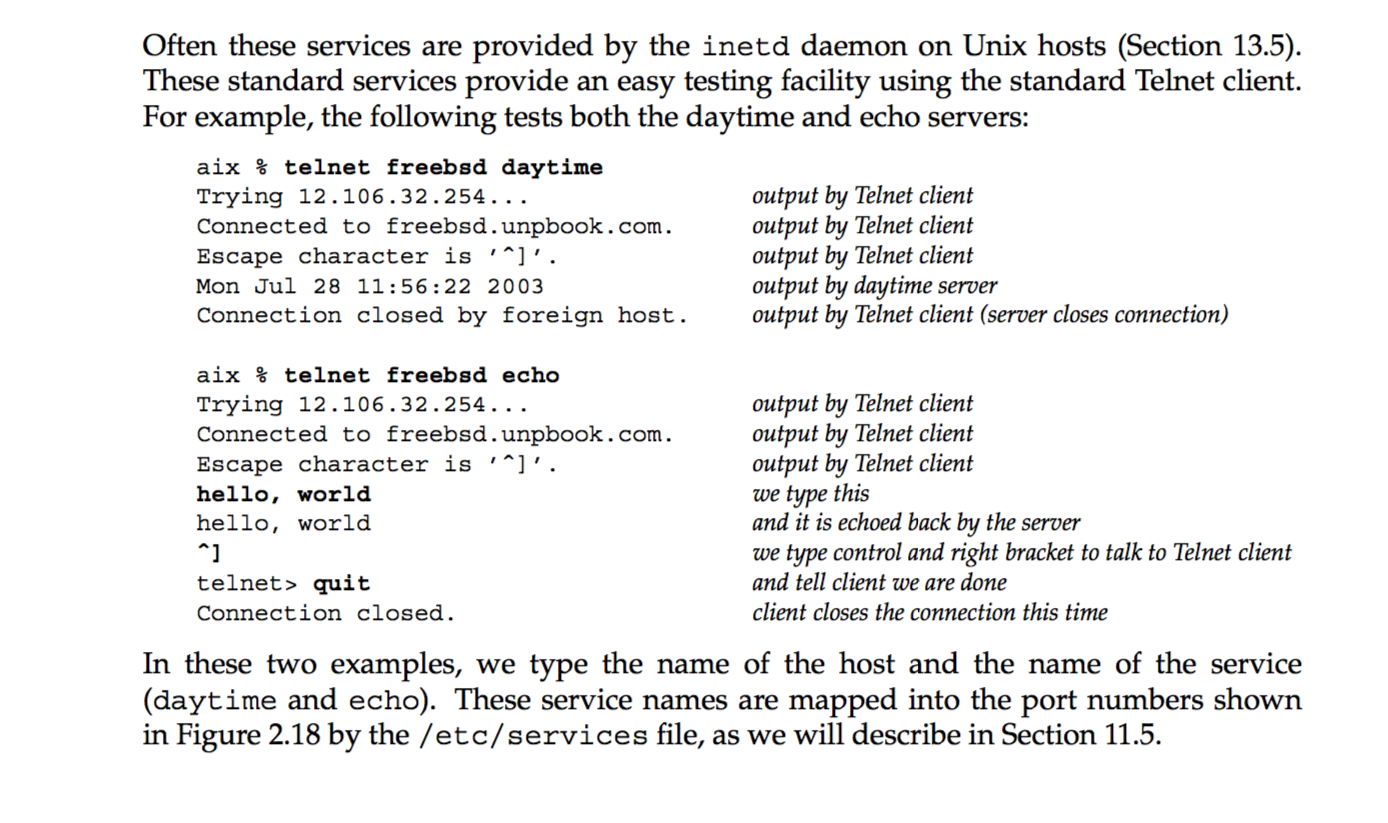 Often these services are provided by the inetd daemon on Unix hosts (Section 13.5).
These standard services provide an easy testing facility using the standard Telnet client.
For example, the following tests both the daytime and echo servers:
aix % telnet freebsd daytime
Trying 12.106.32.254... output by Telnet client
Connected to freebsd.unpbook.com. output by Telnet client
Escape character is '^]'. output by Telnet client
Mon Jul 28 11:56:22 2003 output by daytime server
Connection closed by foreign host. output by Telnet client (server closes connection)
aix % telnet freebsd echo
Trying 12.106.32.254... output by Telnet client
Connected to freebsd.unpbook.com. output by Telnet client
Escape character is '^]'. output by Telnet client
hello, world we type this
hello, world and it is echoed back by the server
^] we type control and right bracket to talk to Telnet client
telnet> quit and tell client we are done
Connection closed. client closes the connection this time
In these two examples, we type the name of the host and the name of the service
(daytime and echo). These service names are mapped into the port numbers shown
in Figure 2.18 by the /etc/services file, as we will describe in Section 11.5.